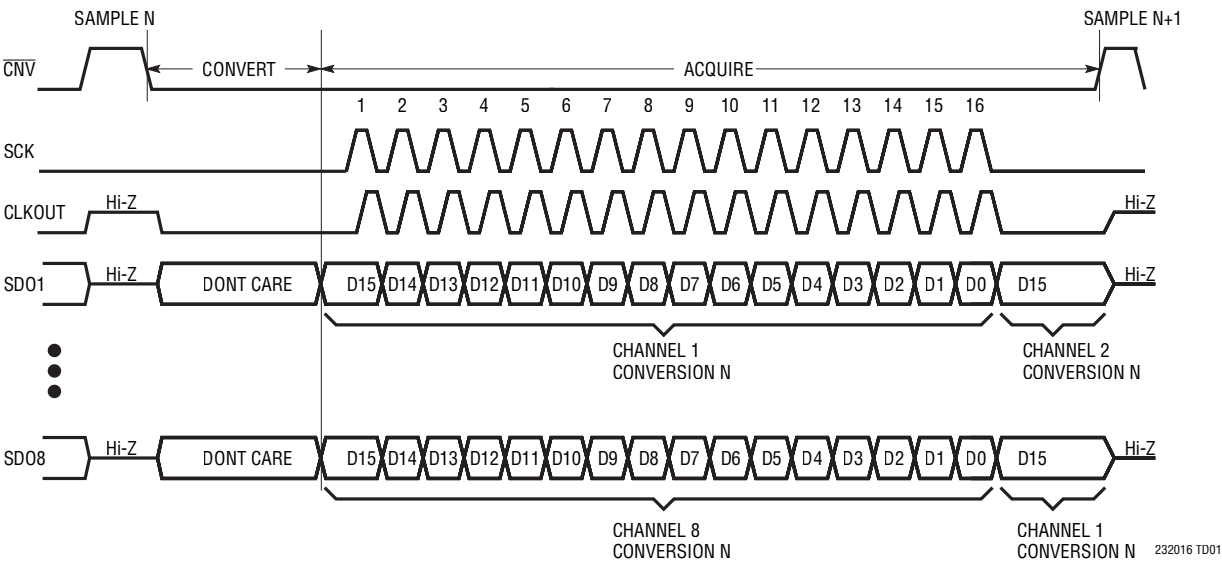 SAMPLE N SAMPLE N+1
CNV CONVERT ACQUIRE
1 2 3 4 5 6 7 8 9 10 11 12 13 14 15 16
SCK
CLKOUT Hi-Z Hi-Z
SDO1 Hi-Z DONT CARE D15 D14 D13 D12 D11 D10 D9 D8 D7 D6 D5 D4 D3 D2 D1 D0 D15 Hi-Z
CHANNEL 1 CHANNEL 2
CONVERSION N CONVERSION N
SDO8 Hi-Z DONT CARE D15 D14 D13 D12 D11 D10 D9 D8 D7 D6 D5 D4 D3 D2 D1 D0 D15 Hi-Z
CHANNEL 8 CHANNEL 1
CONVERSION N CONVERSION N 232016 TD01